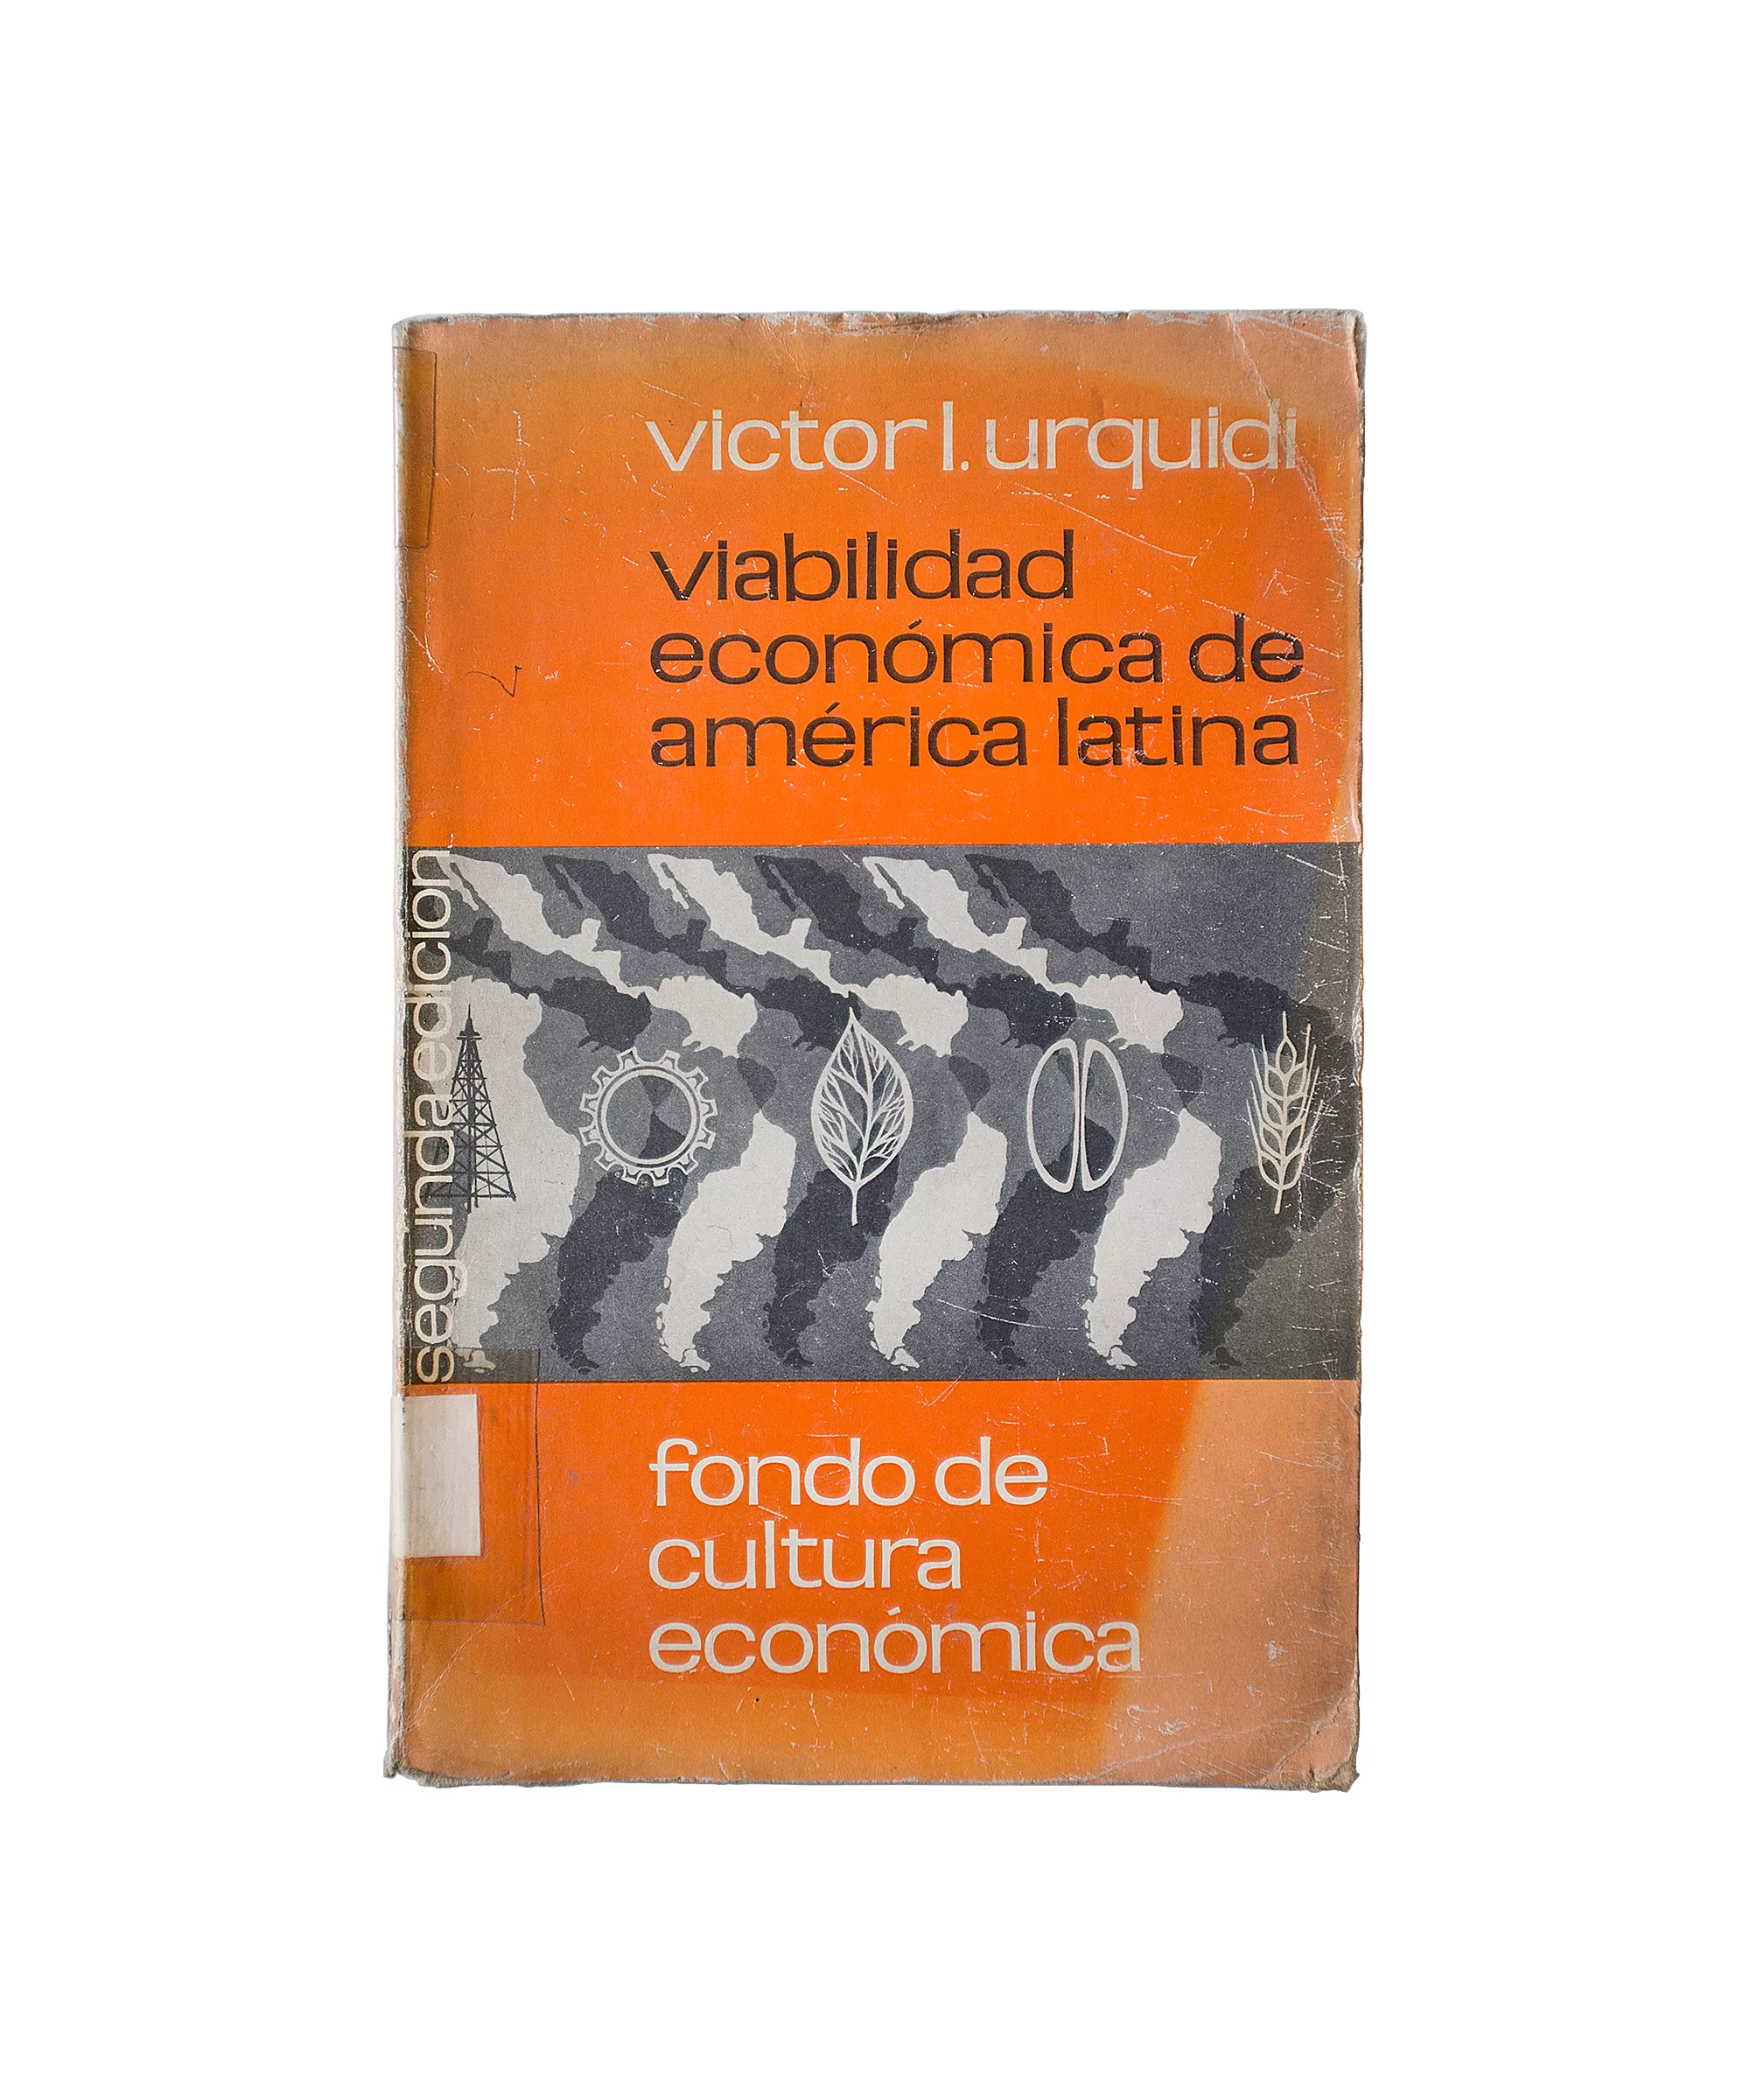 victor l. urquidi
viabilidad
económica de
américa latina
segunda edicion
fondo de
cultura
económica